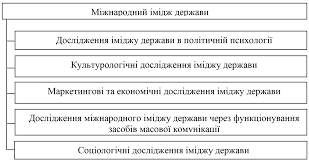 Міжнародний імідж держави
Дослідження іміджу держави в політичній психології
Культурологічні дослідження іміджу держави
Маркетингові та економічні дослідження іміджу держави
Дослідження міжнародного іміджу держави через функціонування
засобів масової комунікації
Соціологічні дослідження іміджу держави